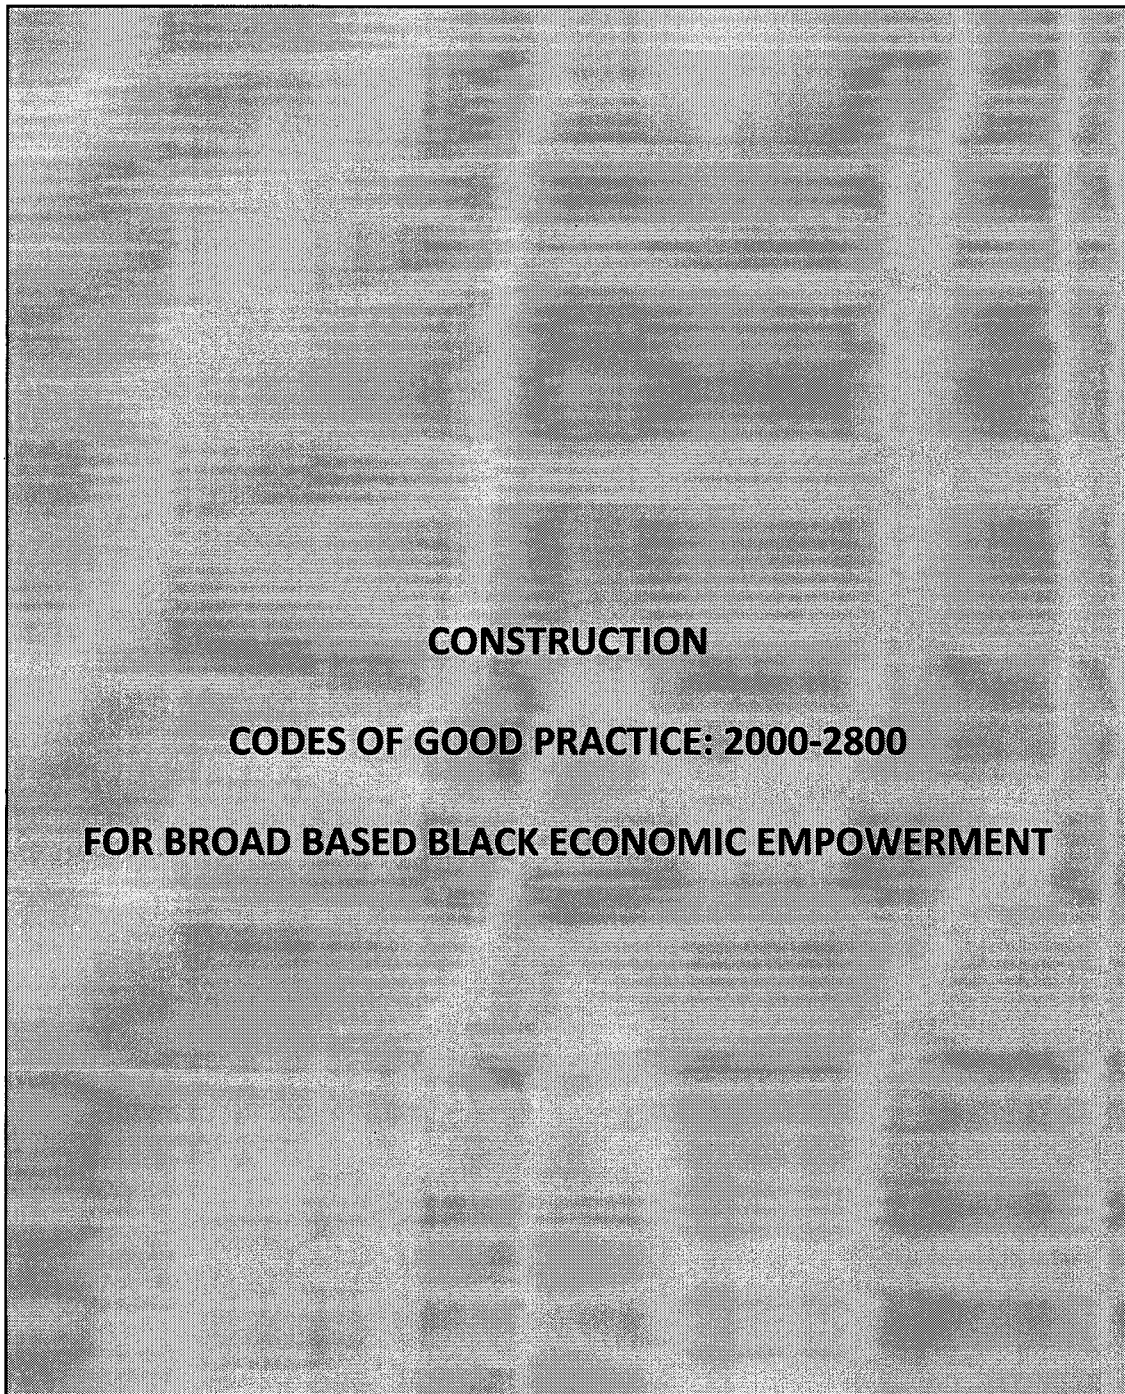 CONSTRUCTION
CODES OF GOOD PRACTICE: 2000-2800
FOR BROAD BASED BLACK ECONOMIC EMPOWERMENT